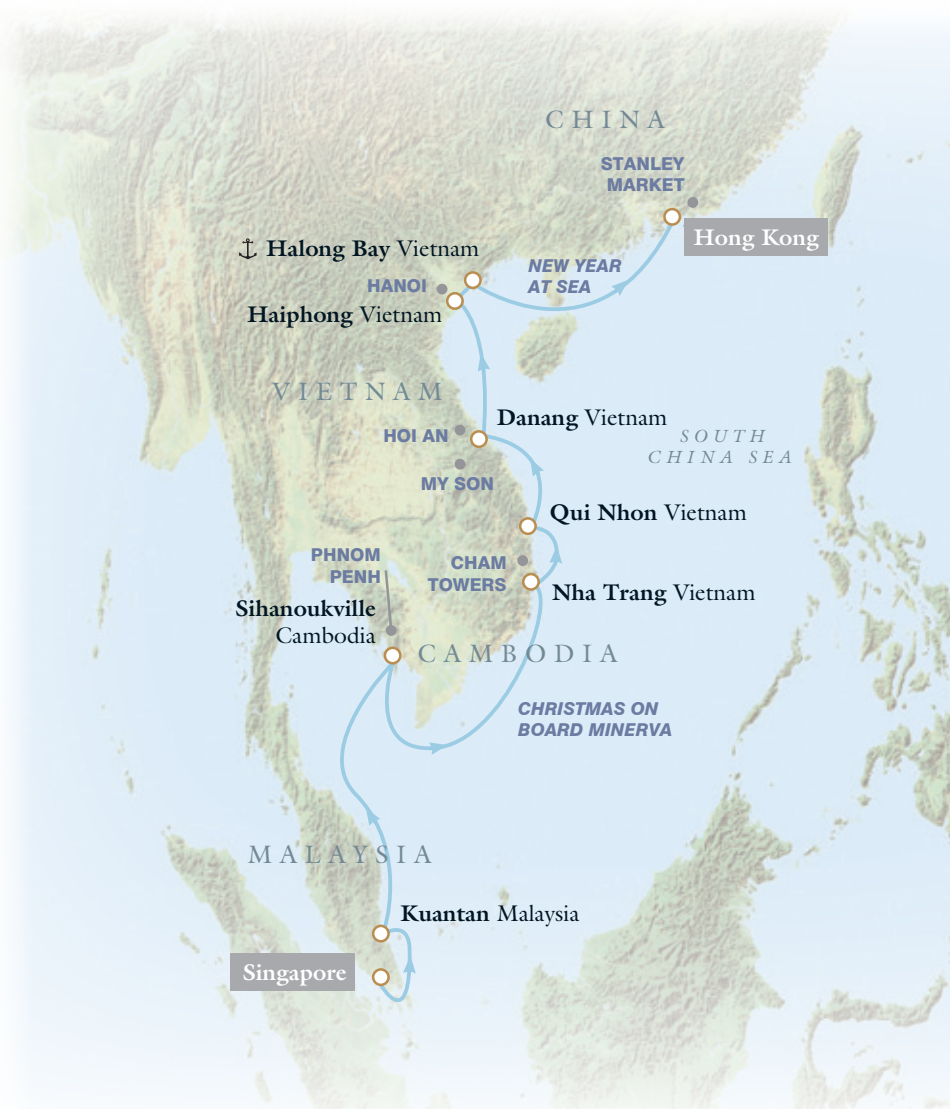 CHINA
STANLEY
MARKET
Hong Kong
⚓ Halong Bay Vietnam
NEW YEAR
AT SEA
HANOI
Haiphong Vietnam
VIETNAM
Danang Vietnam
HOI AN
SOUTH
CHINA SEA
MY SON
Qui Nhon Vietnam
PHNOM
PENH
CHAM
TOWERS
Nha Trang Vietnam
Sihanoukville
Cambodia
CAMBODIA
CHRISTMAS ON
BOARD MINERVA
MALAYSIA
Kuantan Malaysia
Singapore